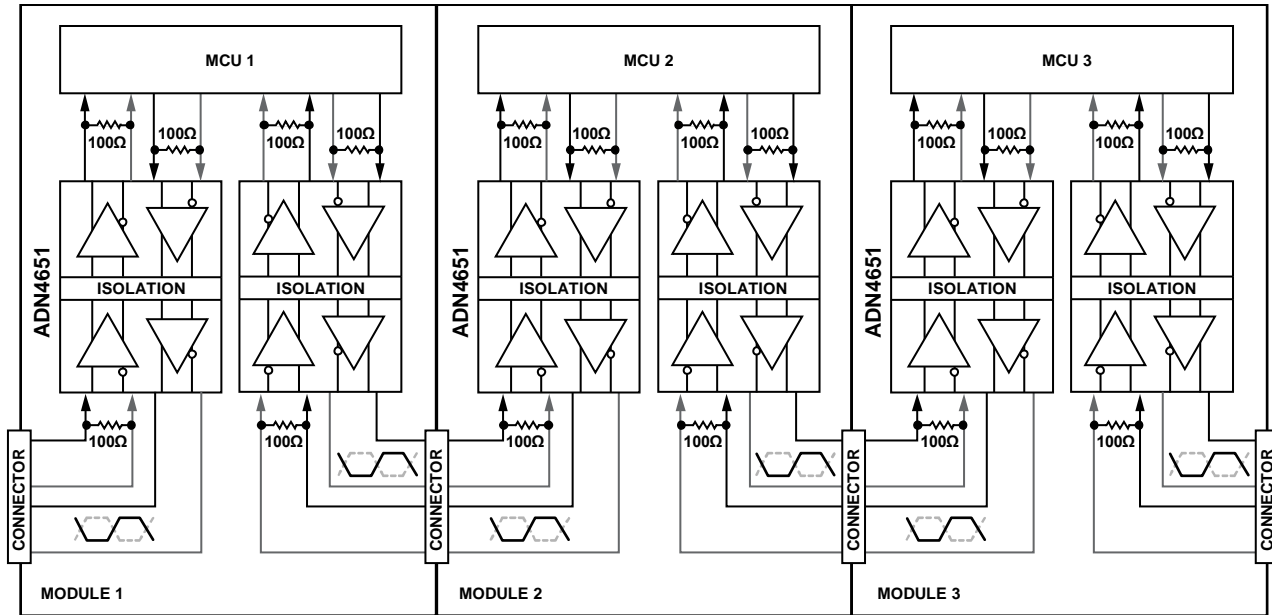 MCU 1
MCU 2
MCU 3
100Ω
100Ω
100Ω
100Ω
100Ω
100Ω
100Ω
100Ω
100Ω
100Ω
100Ω
100Ω
ADN4651
ISOLATION
ISOLATION
ADN4651
ISOLATION
ISOLATION
ADN4651
ISOLATION
ISOLATION
100Ω
100Ω
100Ω
100Ω
100Ω
100Ω
CONNECTOR
CONNECTOR
CONNECTOR
CONNECTOR
MODULE 1
MODULE 2
MODULE 3